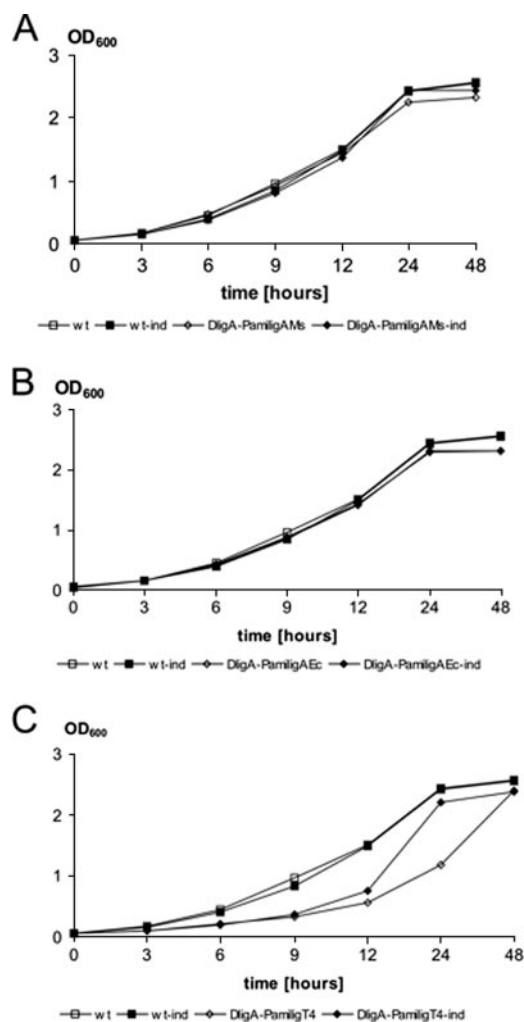 A
OD600
3
2
1
0
0 3 6 9 12 24 48
time [hours]
wt wt-ind DligA-PamiligAMs DligA-PamiligAMs-ind
B
OD600
3
2
1
0
0 3 6 9 12 24 48
time [hours]
wt wt-ind DligA-PamiligAEc DligA-PamiligAEc-ind
C
OD600
3
2
1
0
0 3 6 9 12 24 48
time [hours]
wt wt-ind DligA-PamiligT4 DligA-PamiligT4-ind